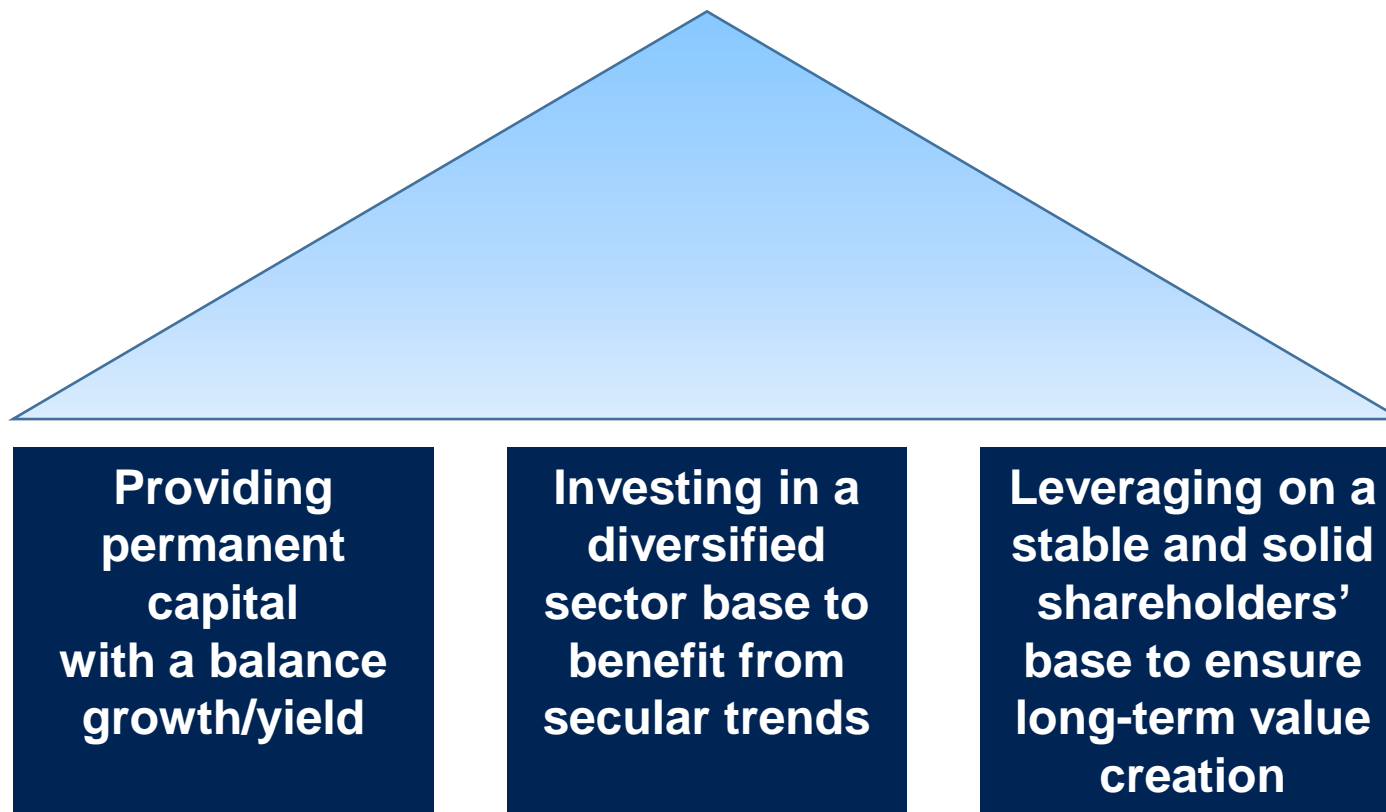 Providing
permanent
capital
with a balance
growth/yield
Investing in a
diversified
sector base to
benefit from
secular trends
Leveraging on a
stable and solid
shareholders’
base to ensure
long-term value
creation